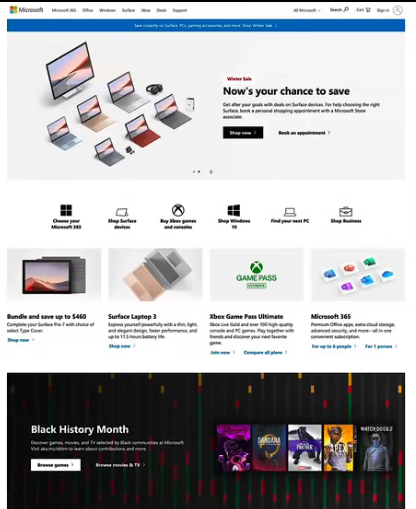 Microsoft
Microsoft 365 Office Windows Surface Xbox Deals Support
All Microsoft Search Cart Sign in
Save instantly on Surface, PCs, gaming accessories, and more. Shop Winter Sale >
Winter Sale
Now's your chance to save
Get after your goals with deals on Surface devices. For help choosing the right
Surface, book a personal shopping appointment with a Microsoft Store
associate.
Shop now > Book an appointment >
Choose your
Microsoft 365
Shop Surface
devices
Buy Xbox games
and consoles
Shop Windows
10
Find your next PC
Shop Business
XBOX
GAME PASS
ULTIMATE
Bundle and save up to $460
Complete your Surface Pro 7 with choice of
select Type Cover.
Shop now >
Surface Laptop 3
Express yourself powerfully with a thin, light,
and elegant design, faster performance, and
up to 11.5 hours battery life.
Shop now >
Xbox Game Pass Ultimate
Xbox Live Gold and over 100 high-quality
console and PC games. Play together with
friends and discover your next favorite
game.
Join now > Compare all plans >
Microsoft 365
Premium Office apps, extra cloud storage,
advanced security, and more—all in one
convenient subscription.
For up to 6 people > For 1 person >
Black History Month
Discover games, movies, and TV selected by Black communities at Microsoft.
Visit aka.ms/bhm to learn about contributions and more.
Browse games > Browse movies & TV >
PANTHER
APEX
WATCH DOGS 2